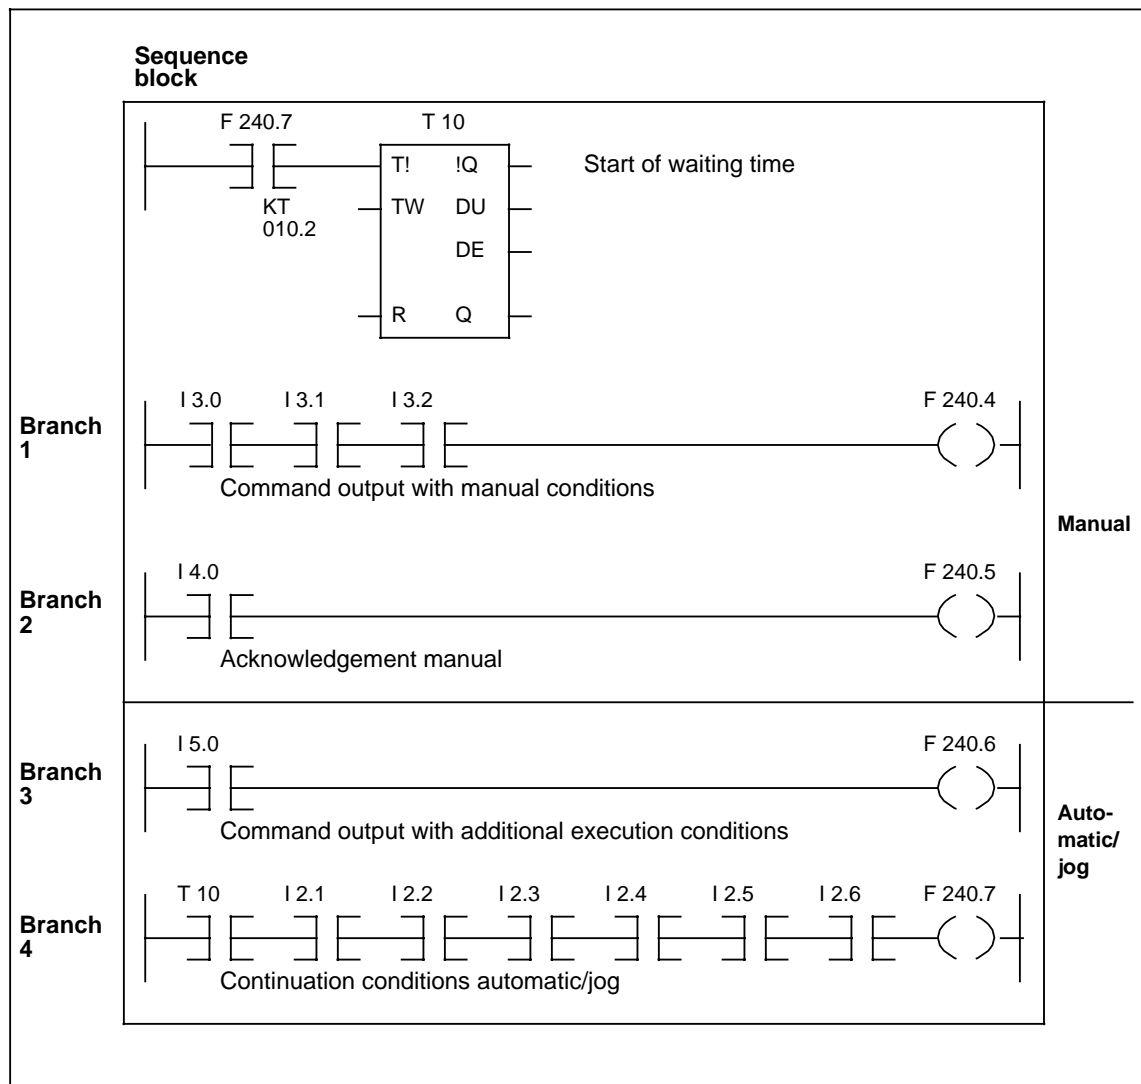 Sequence
block
F 240.7
T 10
T!
!Q
Start of waiting time
KT
010.2
TW
DU
DE
R
Q
I 3.0
I 3.1
I 3.2
F 240.4
Branch
1
Command output with manual conditions
Manual
I 4.0
F 240.5
Branch
2
Acknowledgement manual
I 5.0
F 240.6
Branch
3
Command output with additional execution conditions
Auto-
matic/
jog
T 10
I 2.1
I 2.2
I 2.3
I 2.4
I 2.5
I 2.6
F 240.7
Branch
4
Continuation conditions automatic/jog